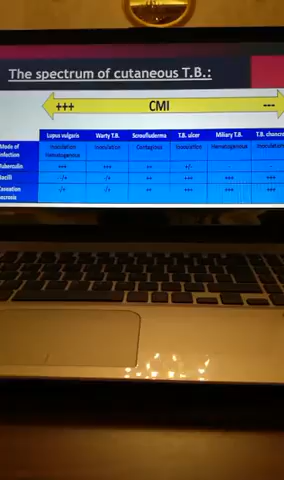 The spectrum of cutaneous T.B.:
+++ CMI ---
Lupus vulgaris Warty T.B. Scrofuloderma T.B. ulcer Miliary T.B. T.B. chancre
Mode of infection Inoculation Hematogenous Inoculation Contagious Inoculation Hematogenous Inoculation
Tuberculin +++ +++ ++ +/-
Bacilli -/+ -/+ ++ +++ +++ +++
Caseation necrosis -/+ -/+ ++ +++ +++ +++